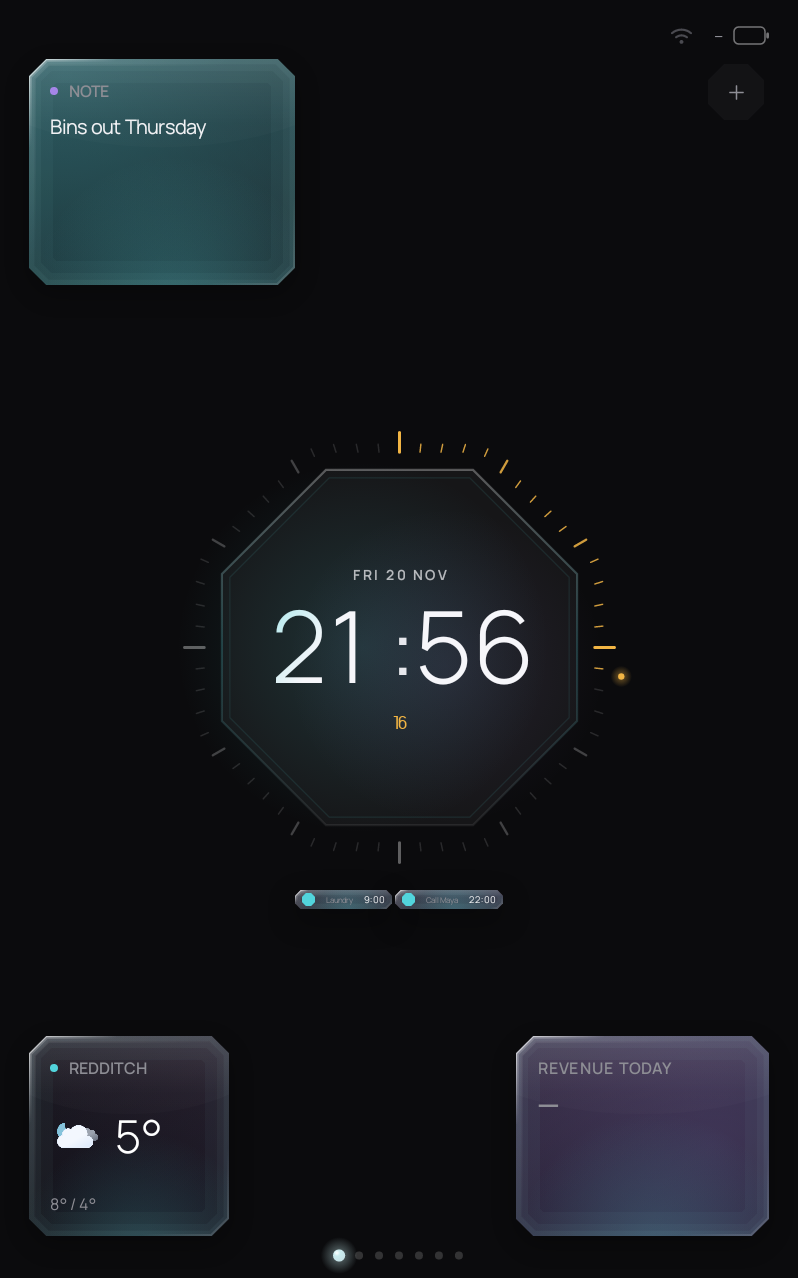 –
NOTE
Bins out Thursday
+
FRI 20 NOV
21:56
16
Laundry 9:00
Call Maya 22:00
REDDITCH
5°
8° / 4°
REVENUE TODAY
—